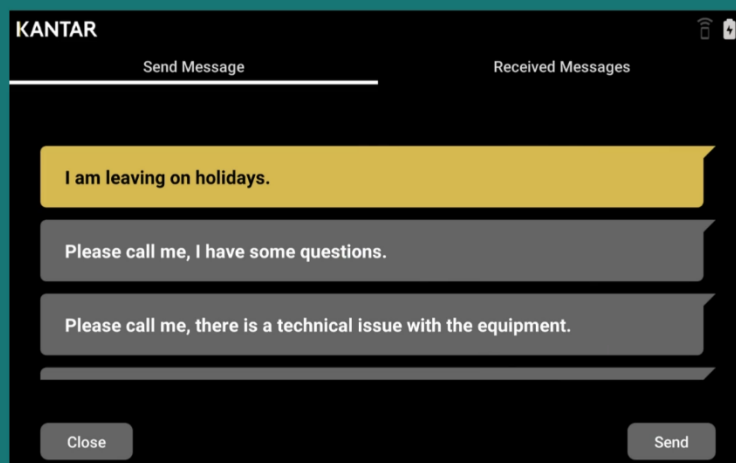 KANTAR
Send Message
Received Messages
I am leaving on holidays.
Please call me, I have some questions.
Please call me, there is a technical issue with the equipment.
Close
Send